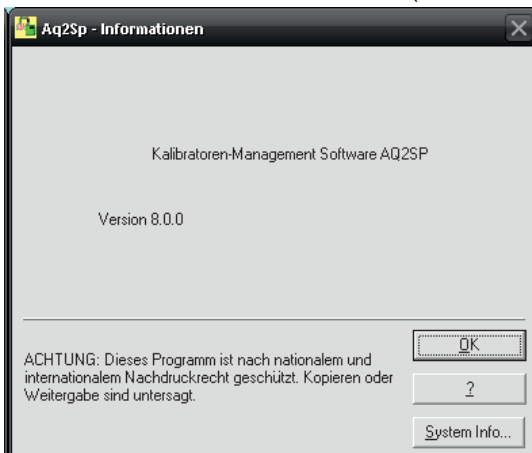 Aq2Sp - Informationen
Kalibratoren-Management Software AQ2SP
Version 8.0.0
ACHTUNG: Dieses Programm ist nach nationalem und
internationalem Nachdruckrecht geschützt. Kopieren oder
Weitergabe sind untersagt.
OK
?
System Info...